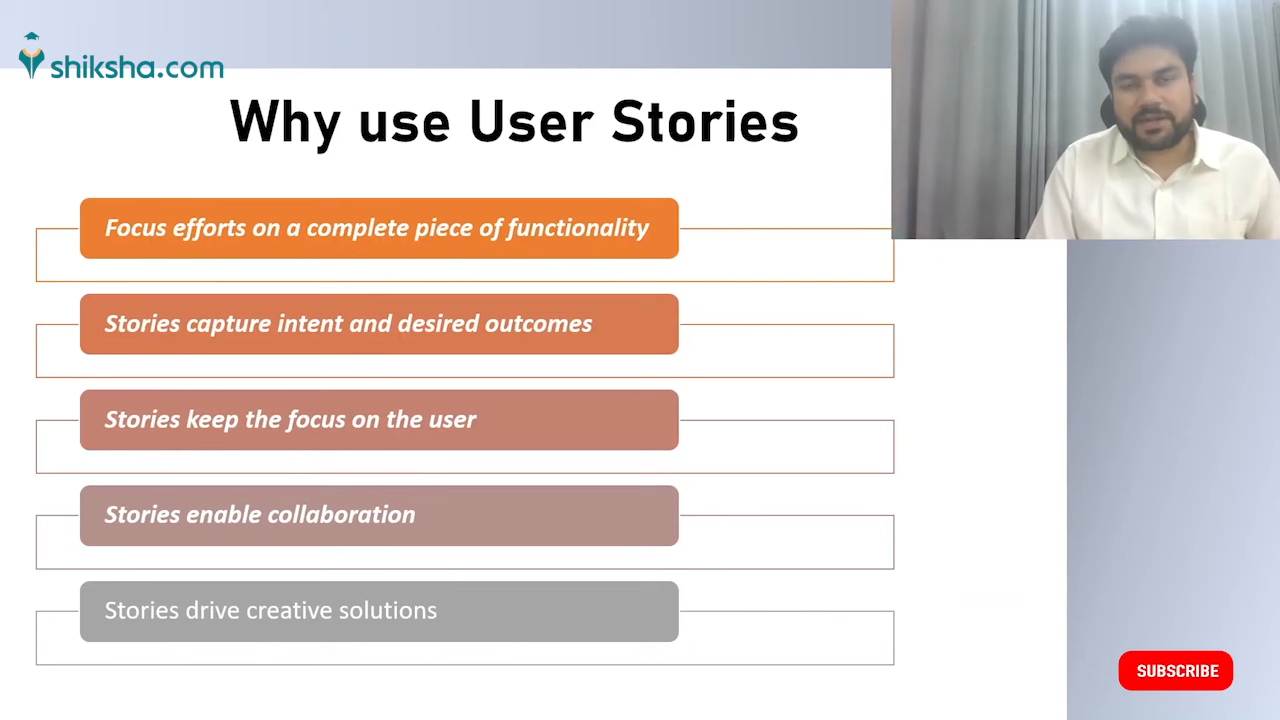 shiksha.com
Why use User Stories
Focus efforts on a complete piece of functionality
Stories capture intent and desired outcomes
Stories keep the focus on the user
Stories enable collaboration
Stories drive creative solutions
SUBSCRIBE